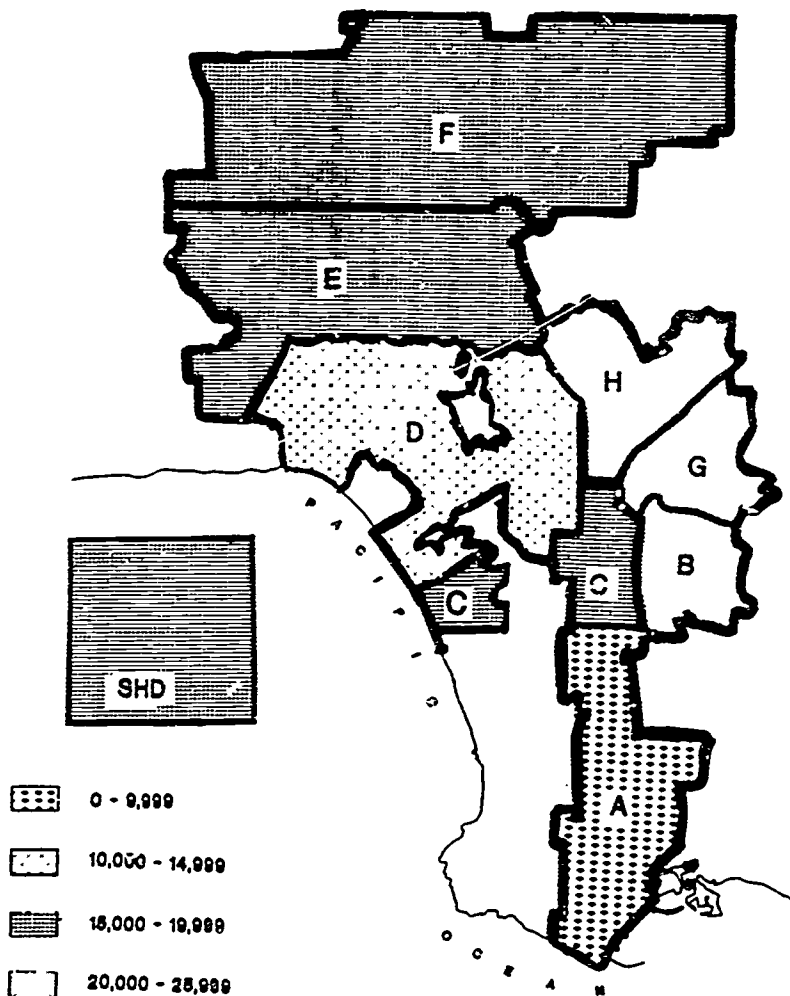 F
E
H
D
G
B
C
C
PACIFIC
SHD
A
0 - 9,999
10,000 - 14,999
15,000 - 19,999
20,000 - 25,999
OCEAN